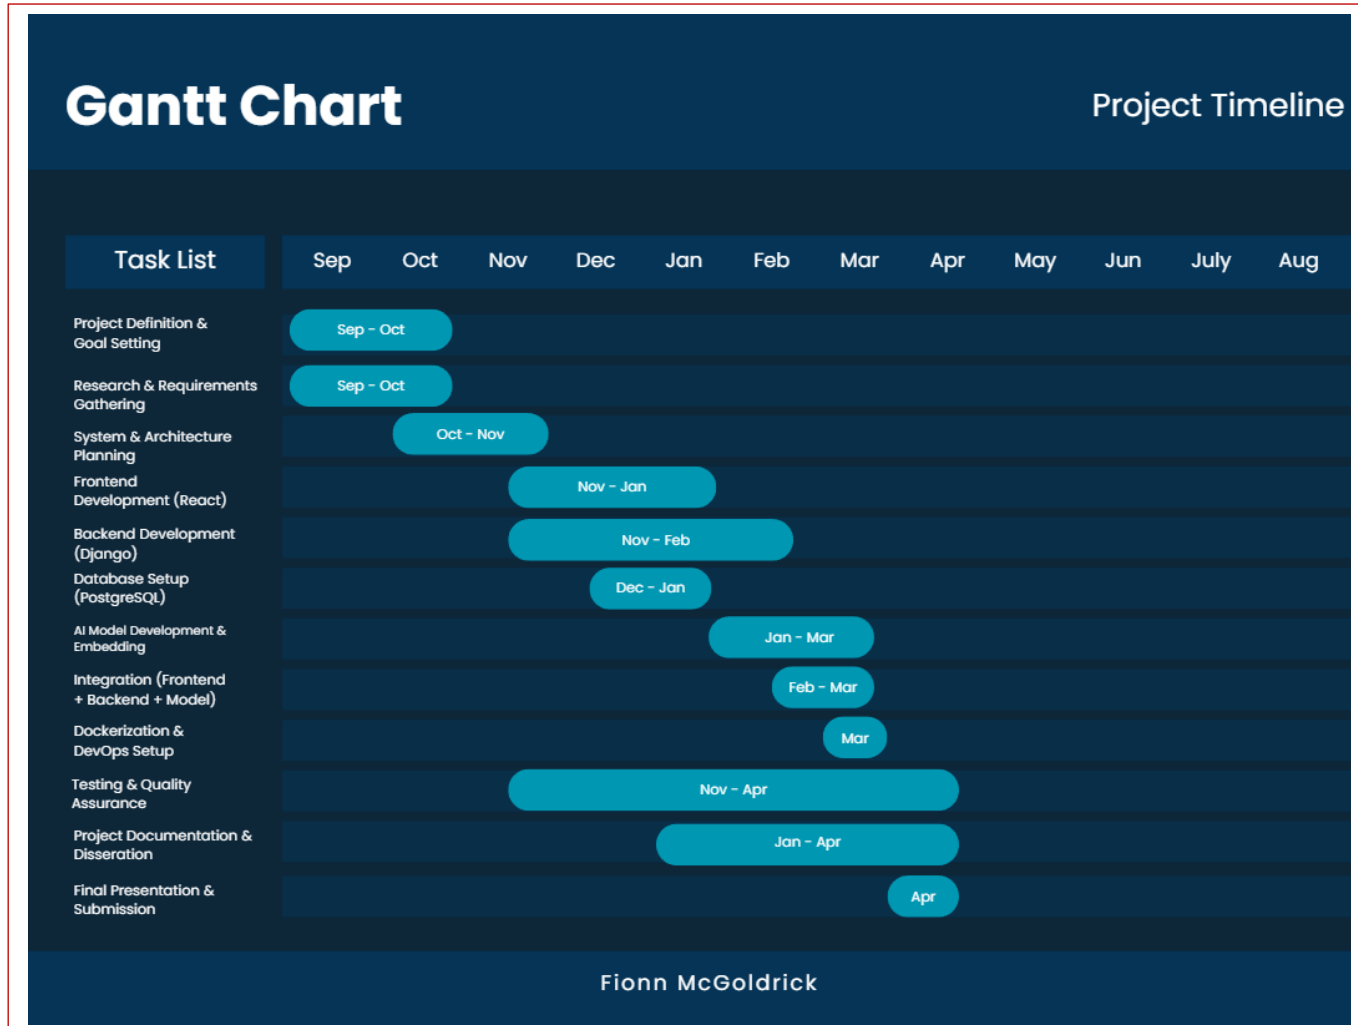 Gantt Chart
Project Timeline
Task List Sep Oct Nov Dec Jan Feb Mar Apr May Jun July Aug
Project Definition &
Goal Setting
Sep - Oct
Research & Requirements
Gathering
Sep - Oct
System & Architecture
Planning
Oct - Nov
Frontend
Development (React)
Nov - Jan
Backend Development
(Django)
Nov - Feb
Database Setup
(PostgreSQL)
Dec - Jan
AI Model Development &
Embedding
Jan - Mar
Integration (Frontend
+ Backend + Model)
Feb - Mar
Dockerization &
DevOps Setup
Mar
Testing & Quality
Assurance
Nov - Apr
Project Documentation &
Disseration
Jan - Apr
Final Presentation &
Submission
Apr
Fionn McGoldrick